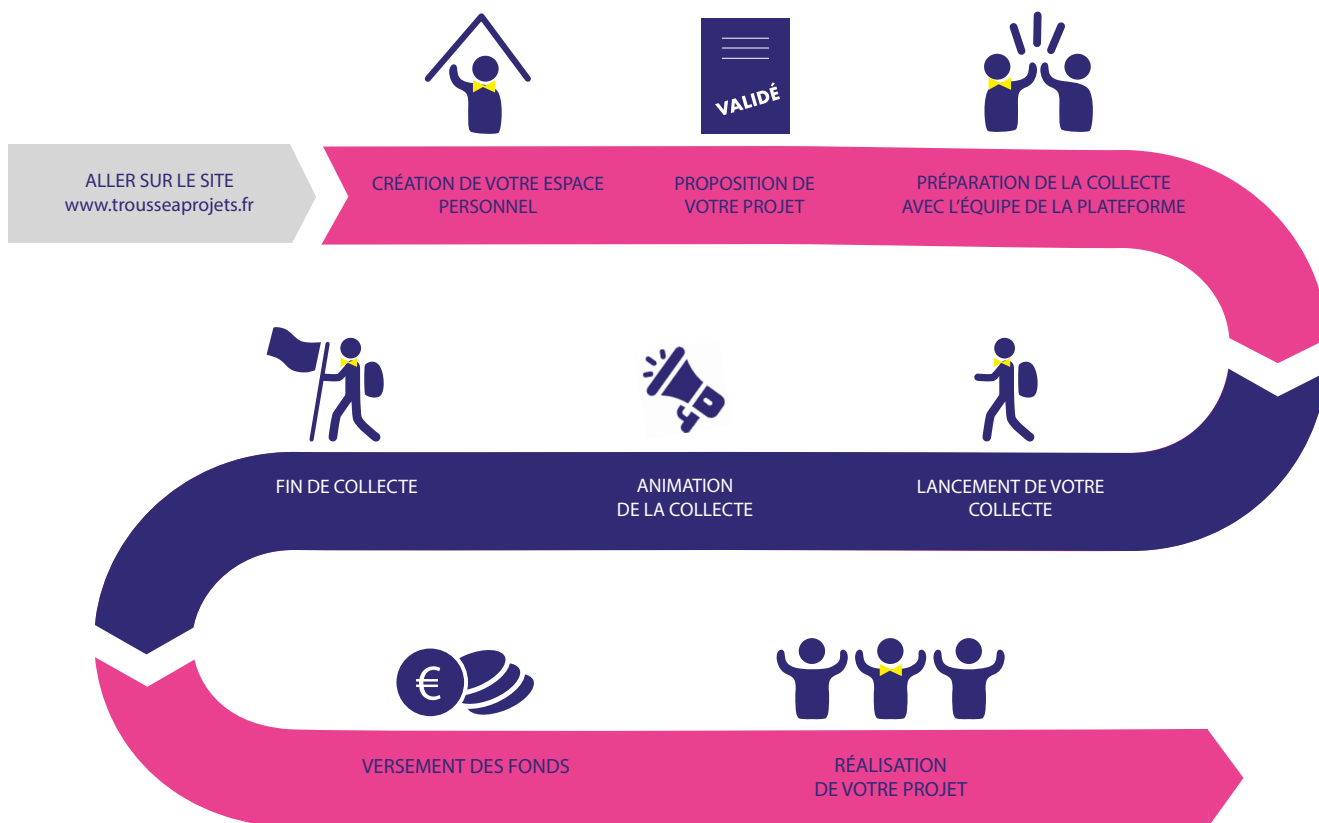 VALIDÉ
ALLER SUR LE SITE
www.trousseaprojets.fr
CRÉATION DE VOTRE ESPACE
PERSONNEL
PROPOSITION DE
VOTRE PROJET
PRÉPARATION DE LA COLLECTE
AVEC L'ÉQUIPE DE LA PLATEFORME
LANCEMENT DE VOTRE
COLLECTE
ANIMATION
DE LA COLLECTE
FIN DE COLLECTE
€
VERSEMENT DES FONDS
RÉALISATION
DE VOTRE PROJET